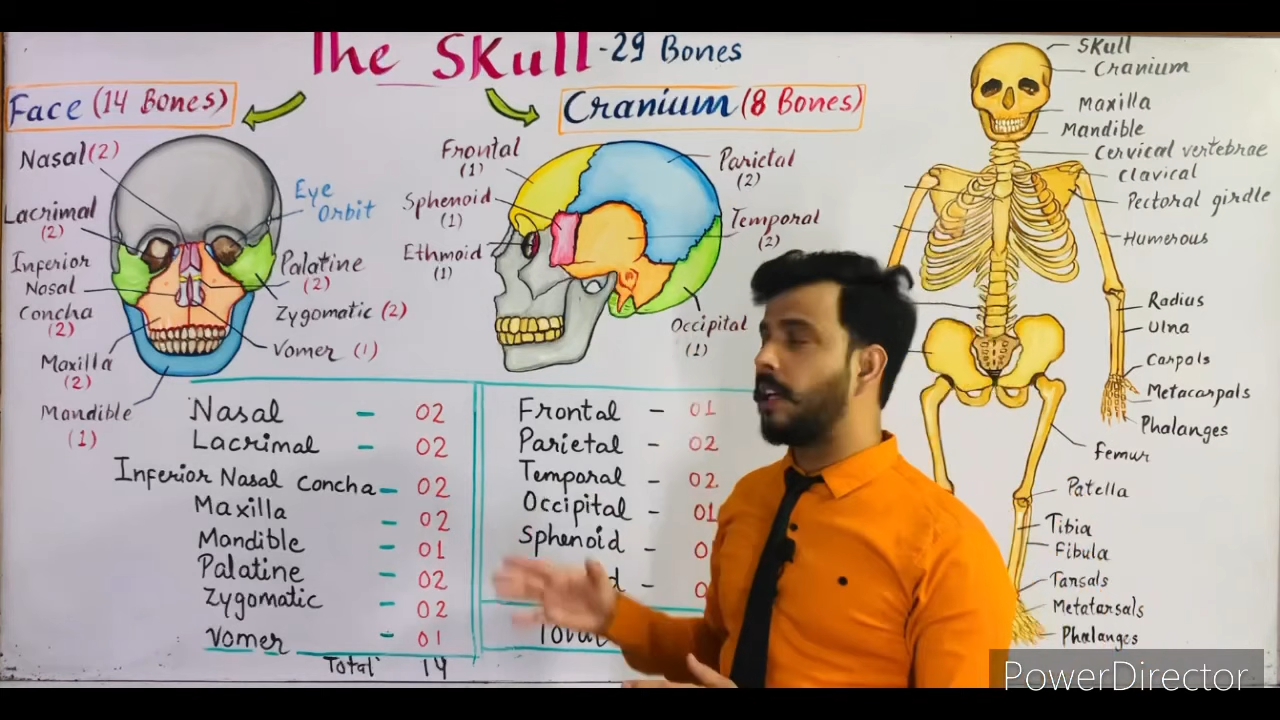 The Skull - 29 Bones
Face (14 Bones)
Cranium (8 Bones)
Nasal (2)
Lacrimal
(2)
Inferior
Nasal
Concha
(2)
Maxilla
(2)
Mandible
(1)
Eye
Orbit
Palatine
(2)
Zygomatic (2)
Vomer (1)
Frontal
(1)
Sphenoid
(1)
Ethmoid
(1)
Parietal
(2)
Temporal
(2)
Occipital
(1)
Skull
Cranium
Maxilla
Mandible
Cervical vertebrae
Clavical
Pectoral girdle
Humerous
Radius
Ulna
Carpols
Metacarpals
Phalanges
Femur
Patella
Tibia
Fibula
Tarsals
Metatarsals
Phalanges
Nasal - 02
Lacrimal - 02
Inferior Nasal Concha - 02
Maxilla - 02
Mandible - 01
Palatine - 02
Zygomatic - 02
Vomer - 01
Total 14
Frontal - 01
Parietal - 02
Temporal - 02
Occipital - 01
Sphenoid - 0
d - 0
Total
PowerDirector